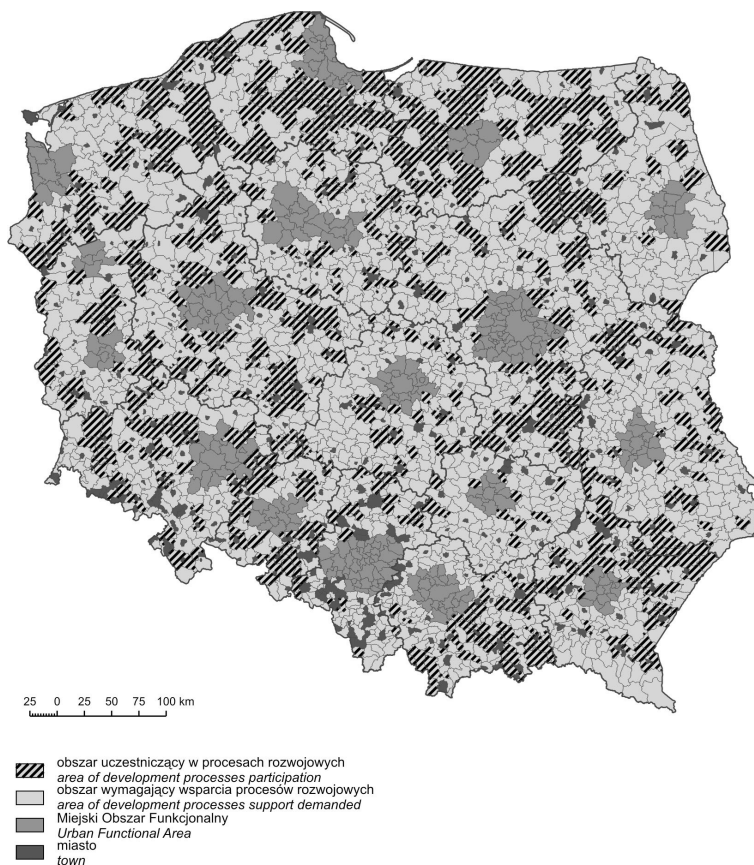 25 0 25 50 75 100 km
obszar uczestniczący w procesach rozwojowych
area of development processes participation
obszar wymagający wsparcia procesów rozwojowych
area of development processes support demanded
Miejski Obszar Funkcjonalny
Urban Functional Area
miasto
town